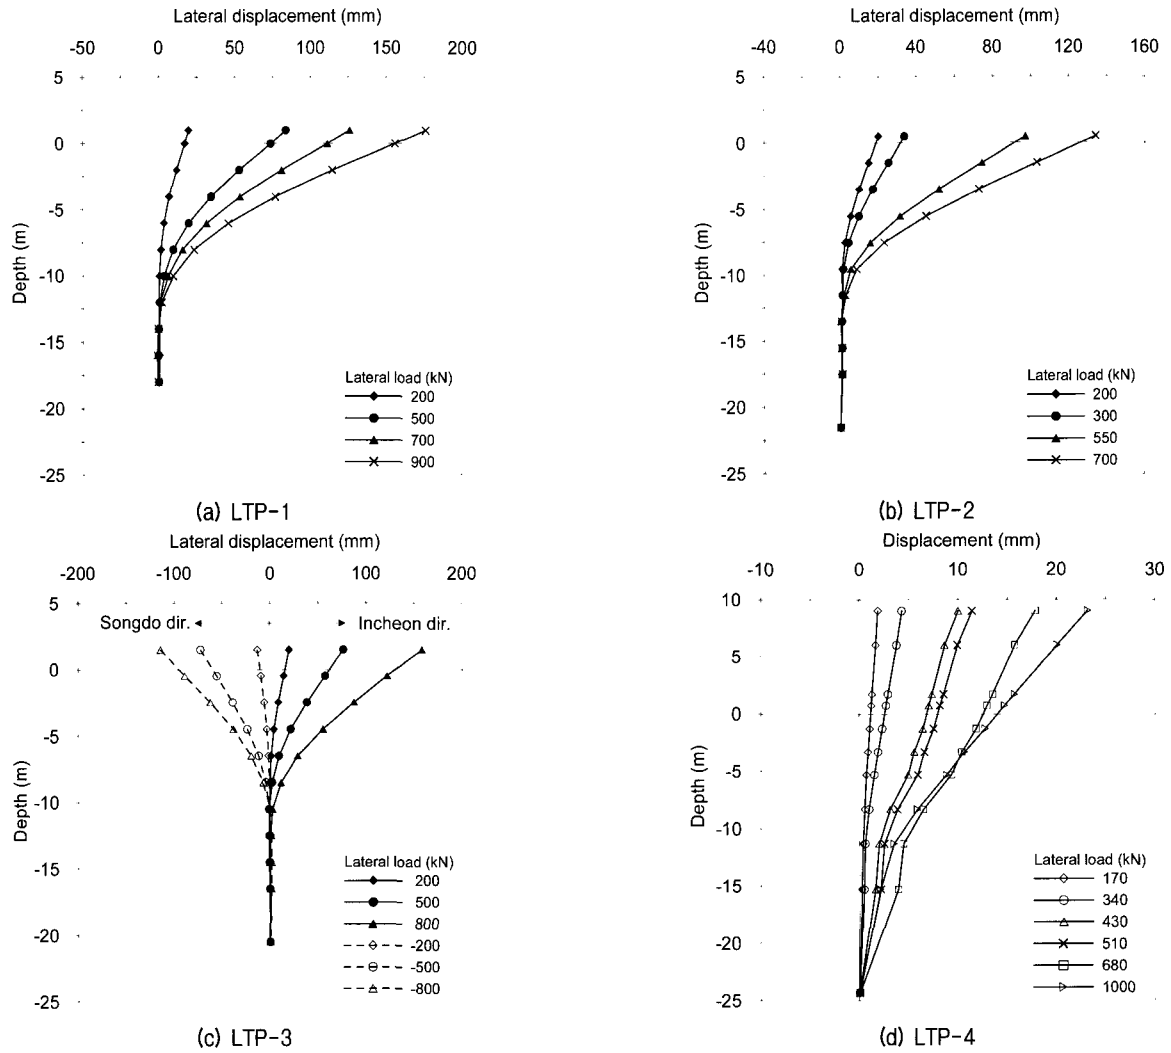 Lateral displacement (mm)
-50 0 50 100 150 200
5
0
-5
-10
-15
-20
-25
Depth (m)
Lateral load (kN)
200
500
700
900
(a) LTP-1
Lateral displacement (mm)
-40 0 40 80 120 160
5
0
-5
-10
-15
-20
-25
Depth (m)
Lateral load (kN)
200
300
550
700
(b) LTP-2
Lateral displacement (mm)
-200 -100 0 100 200
5
Songdo dir. Incheon dir.
0
-5
-10
-15
-20
-25
Depth (m)
Lateral load (kN)
200
500
800
-200
-500
-800
(c) LTP-3
Displacement (mm)
-10 0 10 20 30
10
5
0
-5
-10
-15
-20
-25
Depth (m)
Lateral load (kN)
170
340
430
510
680
1000
(d) LTP-4